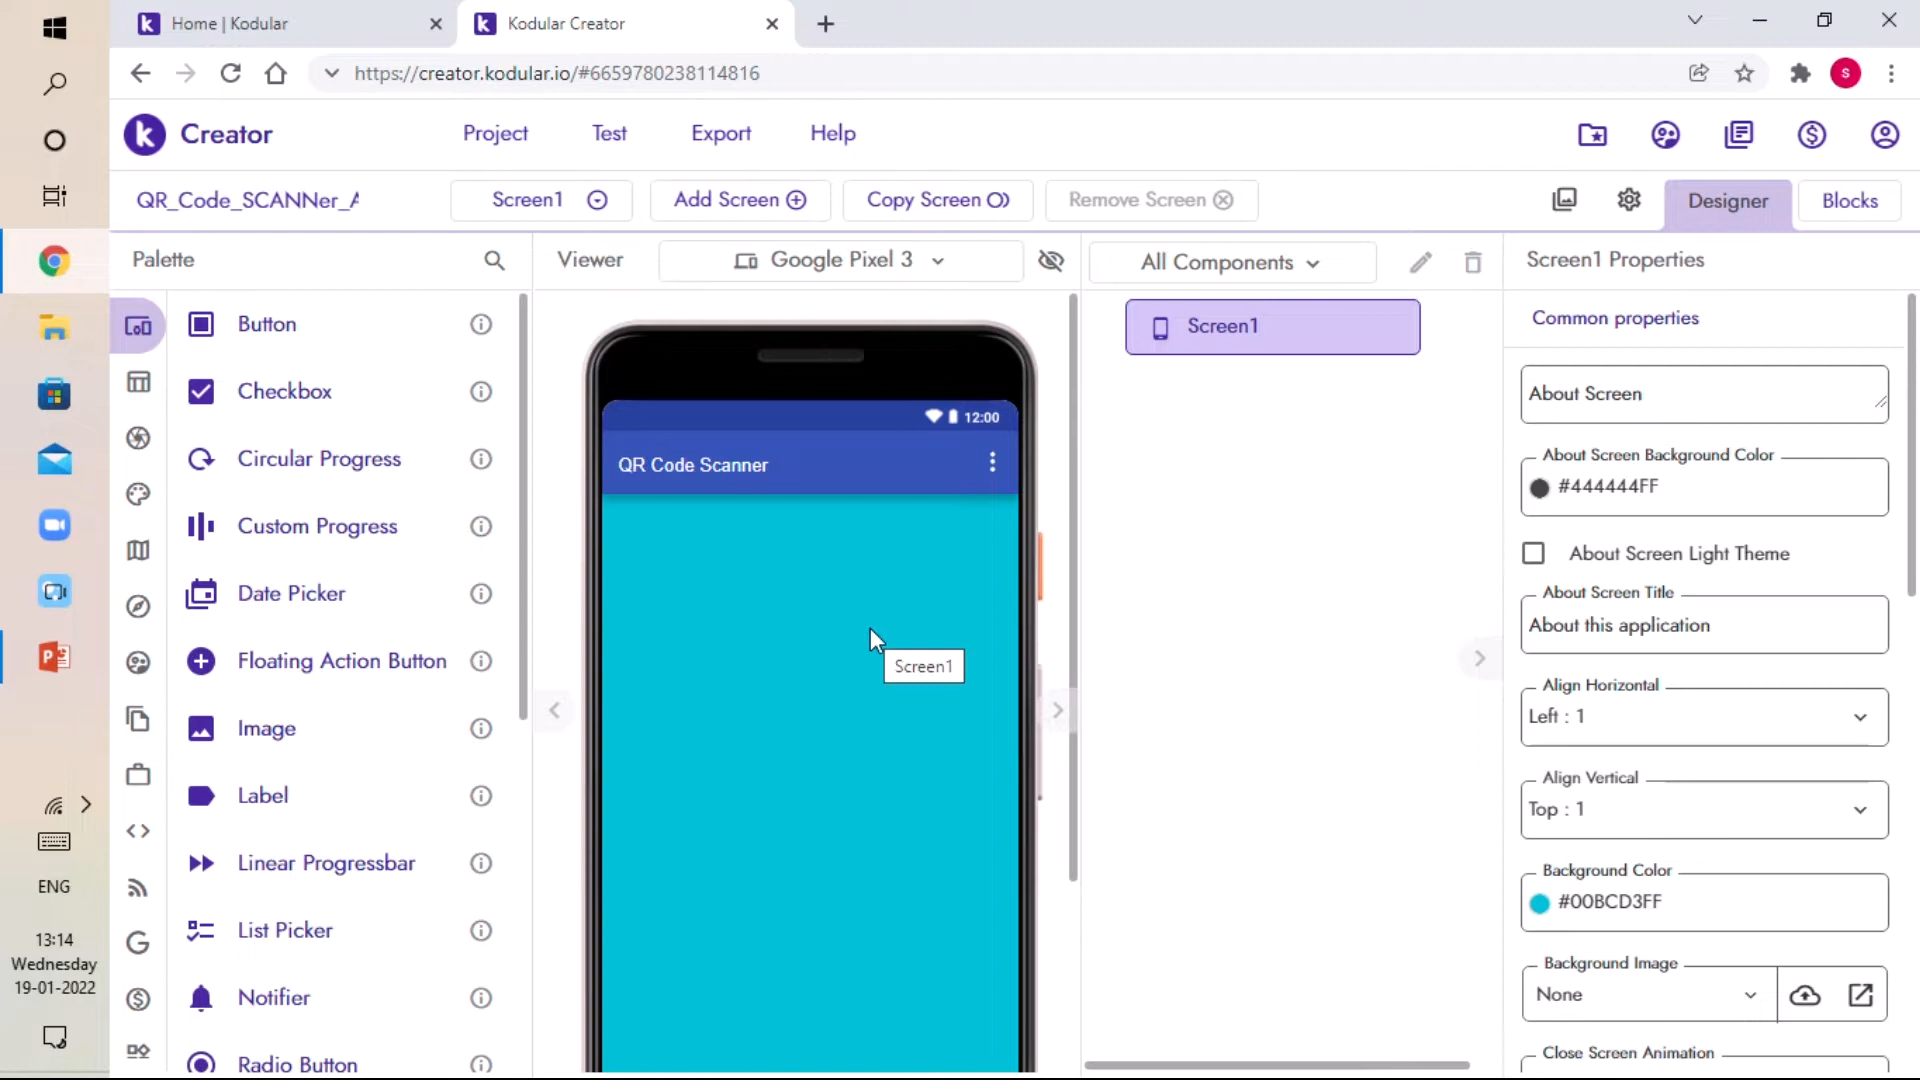 Home | Kodular
Kodular Creator
https://creator.kodular.io/#6659780238114816
S
k Creator
Project
Test
Export
Help
QR_Code_SCANNer_A
Screen1
Add Screen
Copy Screen
Remove Screen
Designer
Blocks
Palette
Viewer
Google Pixel 3
All Components
Screen1 Properties
Button
Checkbox
Circular Progress
Custom Progress
Date Picker
Floating Action Button
Image
Label
Linear Progressbar
List Picker
Notifier
Radio Button
12:00
QR Code Scanner
Screen1
Screen1
Common properties
About Screen
About Screen Background Color
#444444FF
About Screen Light Theme
About Screen Title
About this application
Align Horizontal
Left : 1
Align Vertical
Top : 1
Background Color
#00BCD3FF
Background Image
None
Close Screen Animation
ENG
13:14
Wednesday
19-01-2022